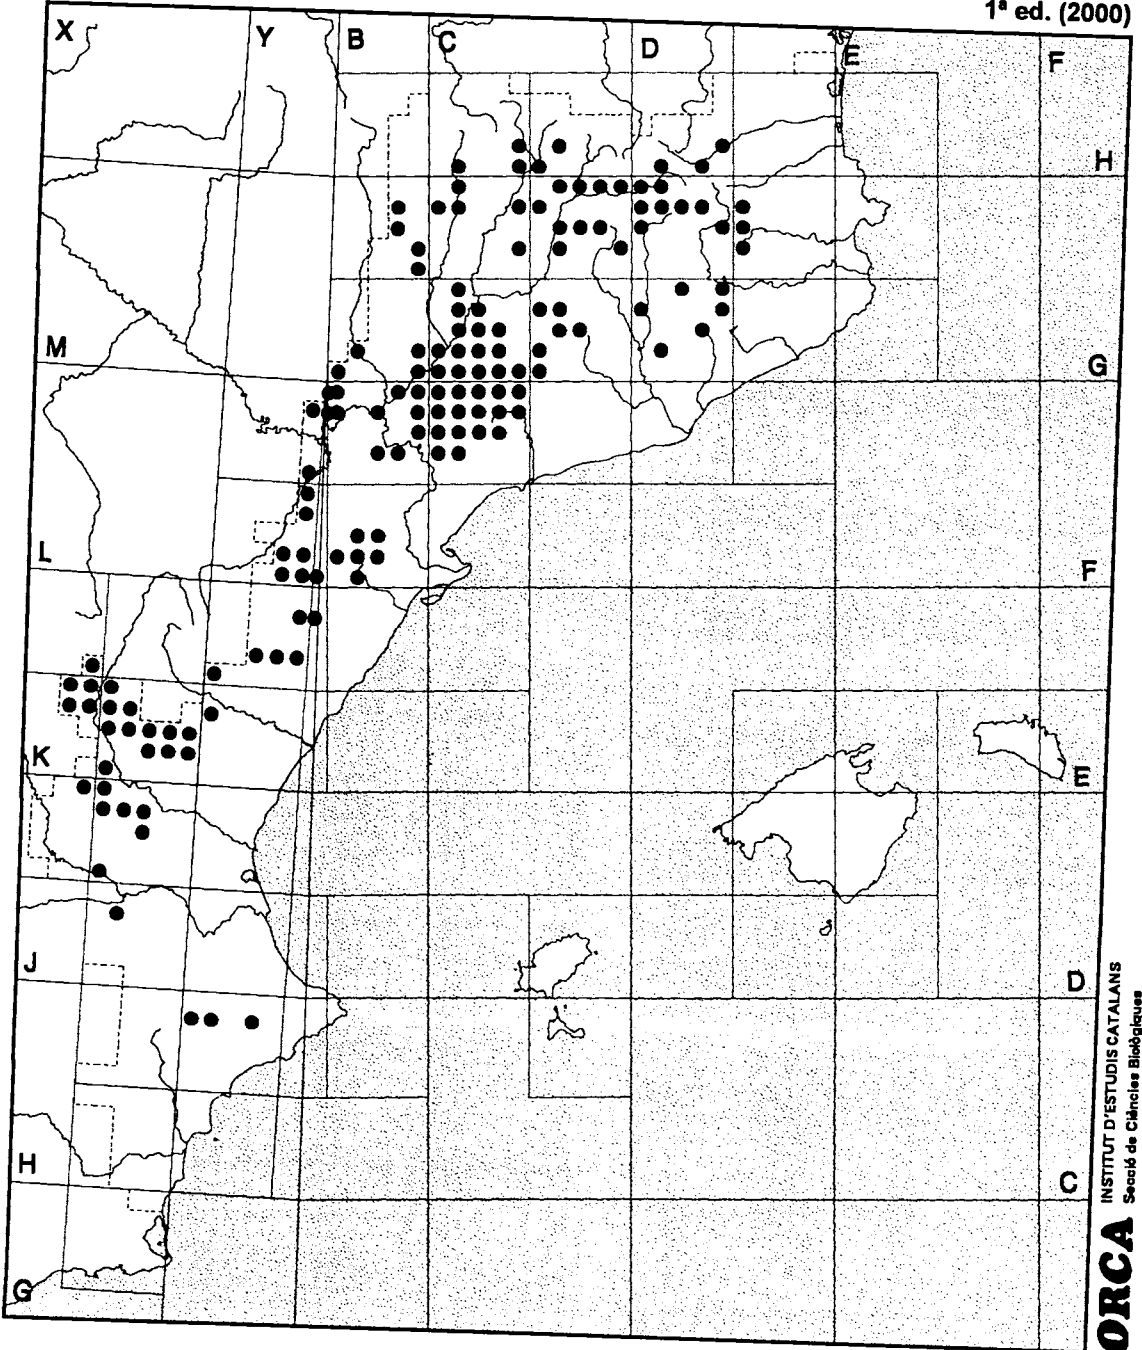 1ª ed. (2000)
X
Y
B
C
D
E
F
H
M
G
L
F
K
E
J
D
H
C
G
INSTITUT D'ESTUDIS CATALANS
Secció de Ciències Biològiques
ORCA